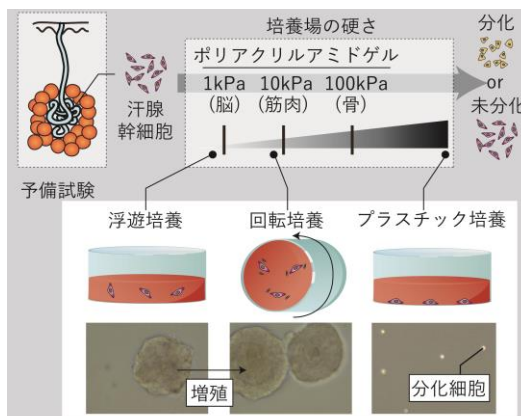 培養場の硬さ
ポリアクリルアミドゲル
1kPa 10kPa 100kPa
(脳) (筋肉) (骨)
汗腺
幹細胞
分化
or
未分化
予備試験
浮遊培養 回転培養 プラスチック培養
増殖
分化細胞